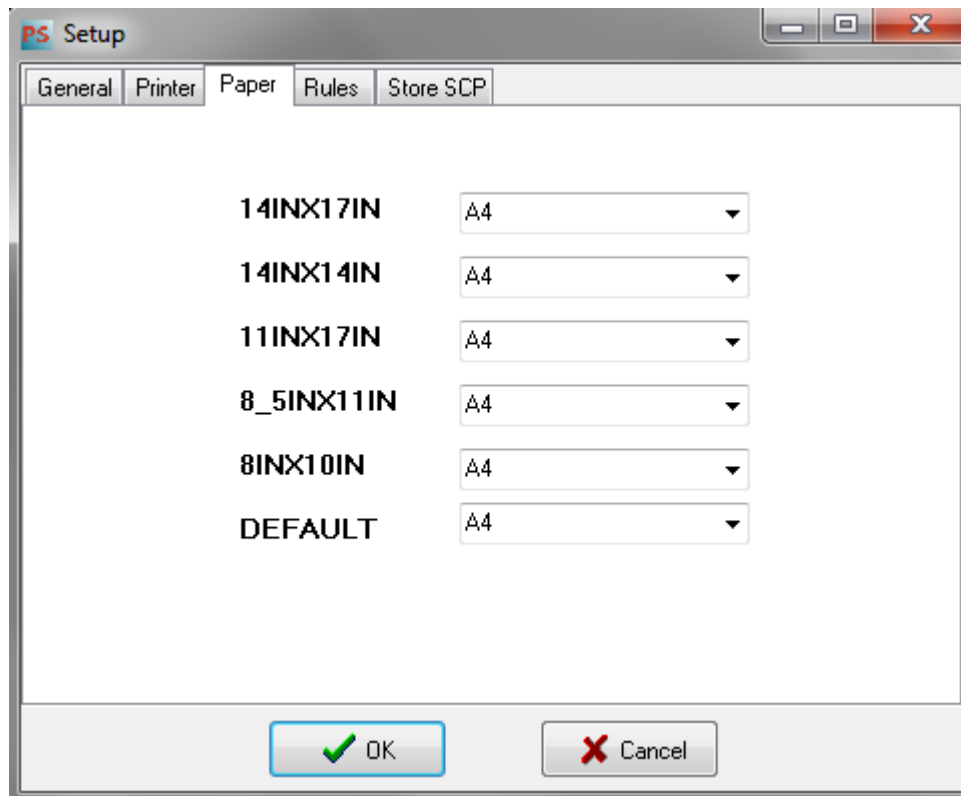 PS Setup
General Printer Paper Rules Store SCP
14INX17IN A4
14INX14IN A4
11INX17IN A4
8_5INX11IN A4
8INX10IN A4
DEFAULT A4
OK Cancel